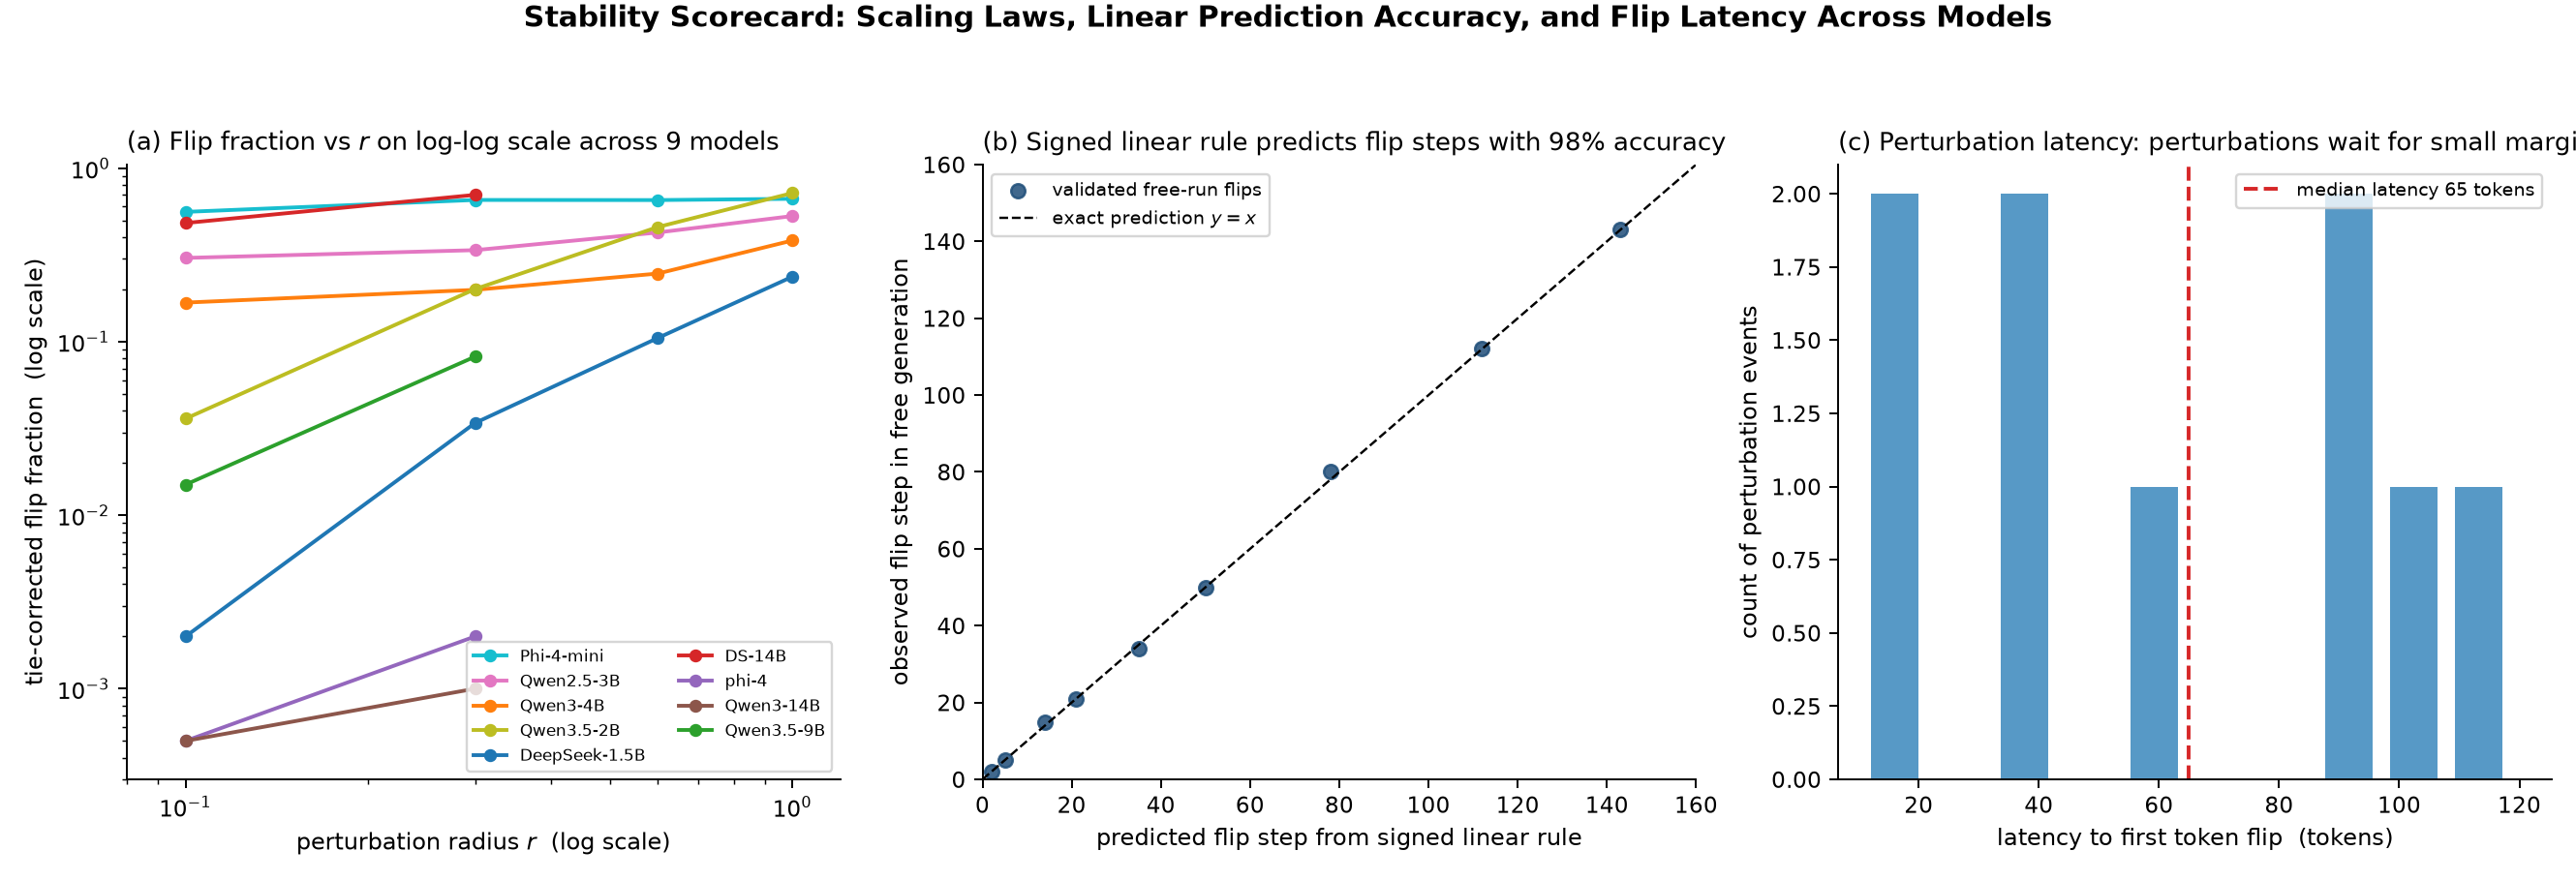 Stability Scorecard: Scaling Laws, Linear Prediction Accuracy, and Flip Latency Across Models
(a) Flip fraction vs r on log-log scale across 9 models
tie-corrected flip fraction (log scale)
10⁰
10⁻¹
10⁻²
10⁻³
Phi-4-mini
Qwen2.5-3B
Qwen3-4B
Qwen3.5-2B
DeepSeek-1.5B
DS-14B
phi-4
Qwen3-14B
Qwen3.5-9B
10⁻¹ 10⁰
perturbation radius r (log scale)
(b) Signed linear rule predicts flip steps with 98% accuracy
observed flip step in free generation
160
140
120
100
80
60
40
20
0
validated free-run flips
exact prediction y = x
0 20 40 60 80 100 120 140 160
predicted flip step from signed linear rule
(c) Perturbation latency: perturbations wait for small margi
count of perturbation events
2.00
1.75
1.50
1.25
1.00
0.75
0.50
0.25
0.00
median latency 65 tokens
20 40 60 80 100 120
latency to first token flip (tokens)